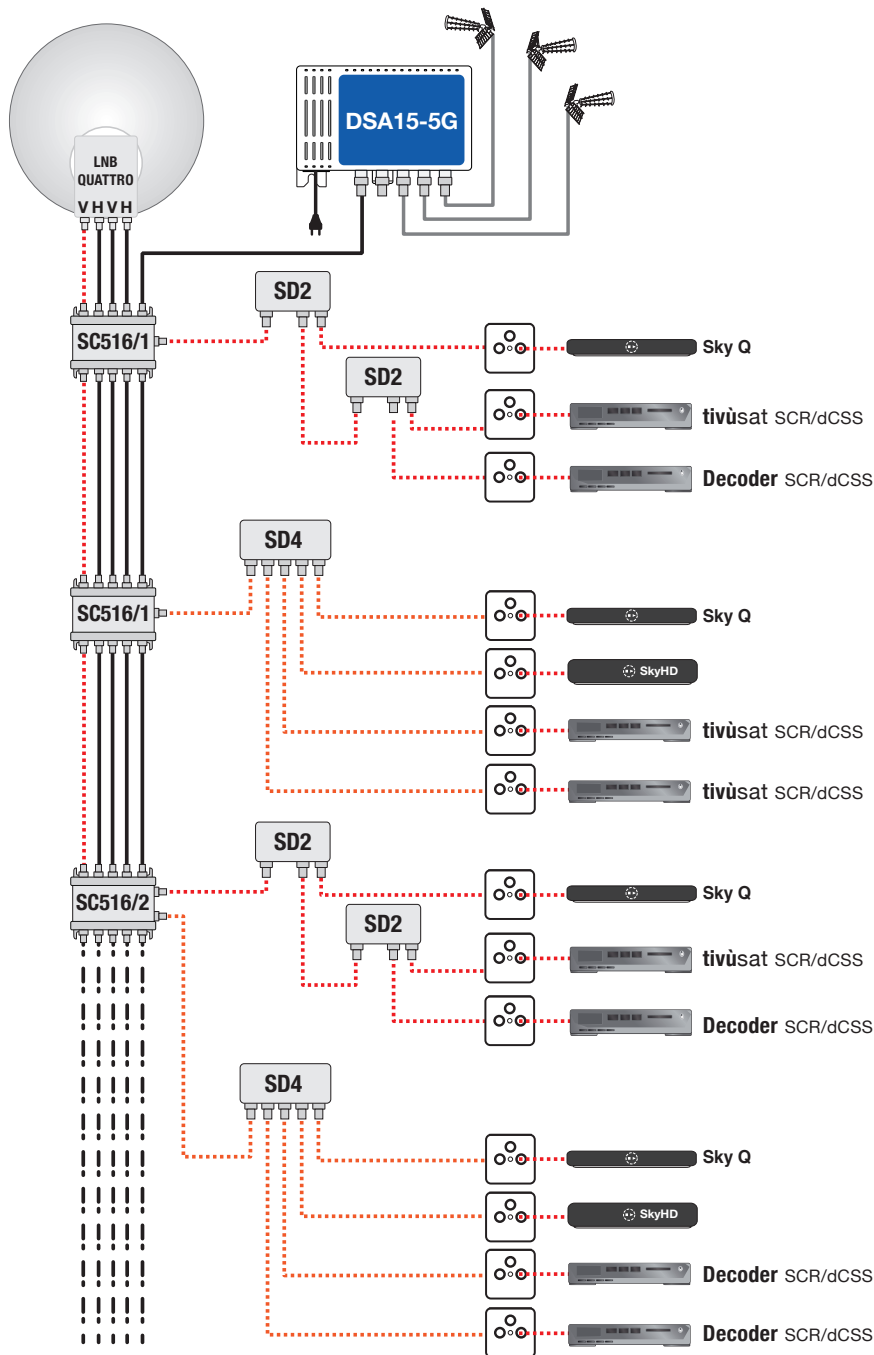 DSA15-5G
LNB
QUATTRO
V H V H
SD2
SC516/1
Sky Q
SD2
tivùsat SCR/dCSS
Decoder SCR/dCSS
SD4
SC516/1
Sky Q
SkyHD
tivùsat SCR/dCSS
tivùsat SCR/dCSS
SD2
SC516/2
Sky Q
SD2
tivùsat SCR/dCSS
Decoder SCR/dCSS
SD4
Sky Q
SkyHD
Decoder SCR/dCSS
Decoder SCR/dCSS